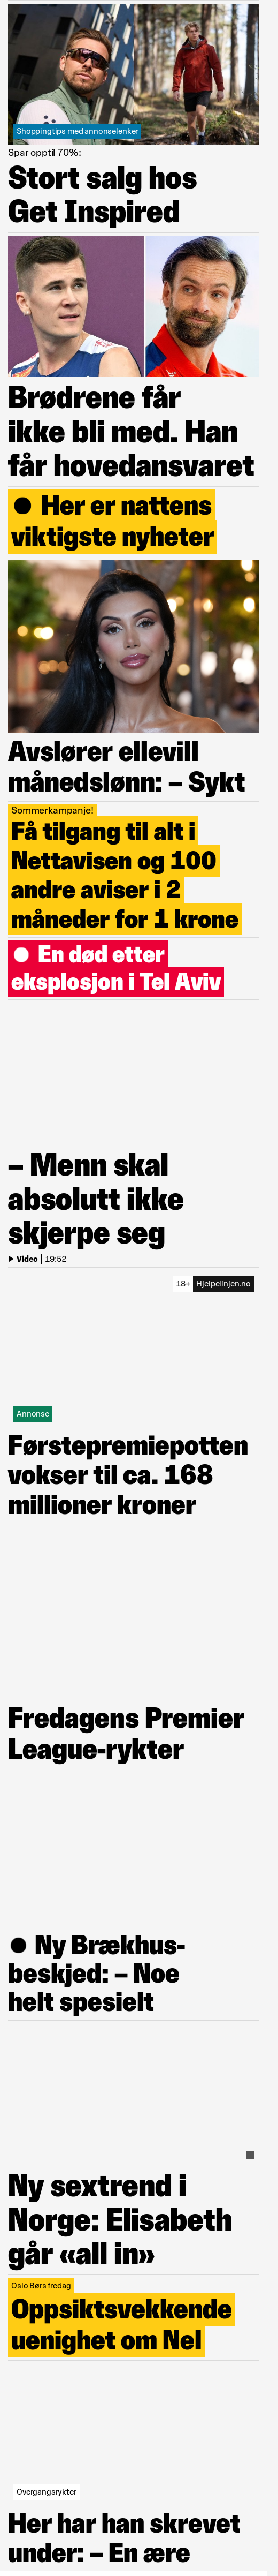 Shoppingtips med annonselenker
Spar opptil 70%:
Stort salg hos
Get Inspired
Brødrene får
ikke bli med. Han
får hovedansvaret
Her er nattens
viktigste nyheter
Avslører ellevill
månedslønn: – Sykt
Sommerkampanje!
Få tilgang til alt i
Nettavisen og 100
andre aviser i 2
måneder for 1 krone
En død etter
eksplosjon i Tel Aviv
– Menn skal
absolutt ikke
skjerpe seg
Video | 19:52
18+ Hjelpelinjen.no
Annonse
Førstepremiepotten
vokser til ca. 168
millioner kroner
Fredagens Premier
League-rykter
Ny Brækhus-
beskjed: – Noe
helt spesielt
Ny sextrend i
Norge: Elisabeth
går «all in»
Oslo Børs fredag
Oppsiktsvekkende
uenighet om Nel
Overgangsrykter
Her har han skrevet
under: – En ære